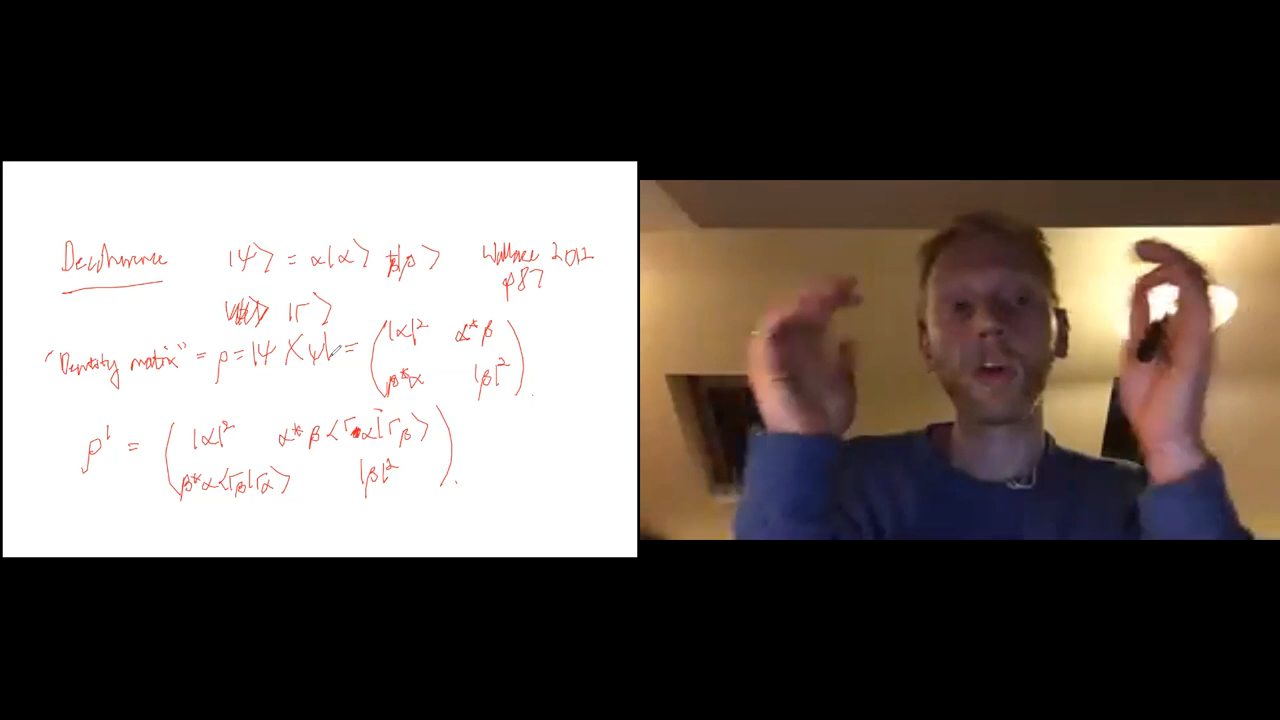 Decoherence |ψ⟩ = α|α⟩ β|β⟩ Wallace 2012
p87
|Γ⟩
"Density matrix" = ρ = |ψ⟩⟨ψ| = ( |α|² α*β
β*α |β|² ).
ρ' = ( |α|² α*β⟨Γα|Γβ⟩
β*α⟨Γβ|Γα⟩ |β|² ).